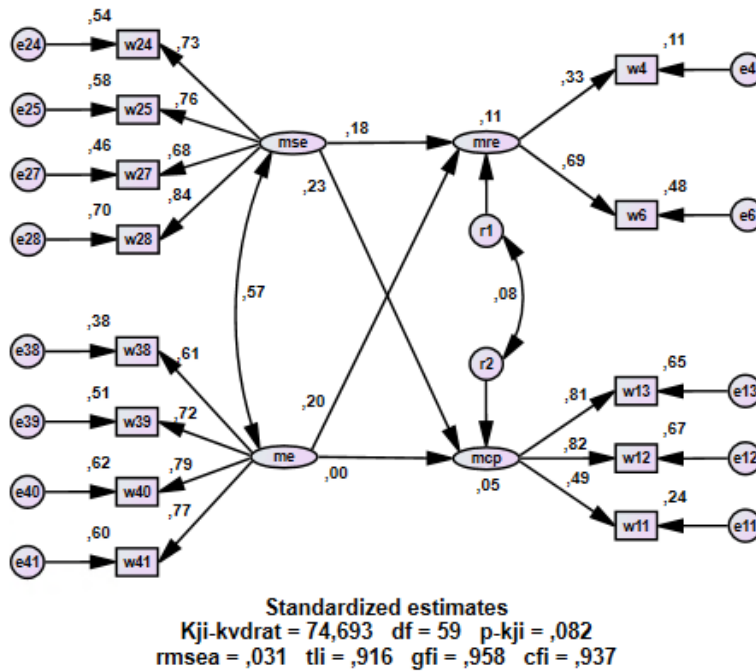 ,54
e24 w24 ,73
,58
e25 w25 ,76
,46
e27 w27 ,68
,70
e28 w28 ,84
mse ,18 ,23
,11
mre ,33 w4 ,11 e4
,69 w6 ,48 e6
r1
,57 ,08
r2
,38
e38 w38 ,61
,51
e39 w39 ,72
,62
e40 w40 ,79
,60
e41 w41 ,77
me ,20 ,00
mcp ,05
,81 w13 ,65 e13
,82 w12 ,67 e12
,49 w11 ,24 e11
Standardized estimates
Kji-kvdrat = 74,693 df = 59 p-kji = ,082
rmsea = ,031 tli = ,916 gfi = ,958 cfi = ,937